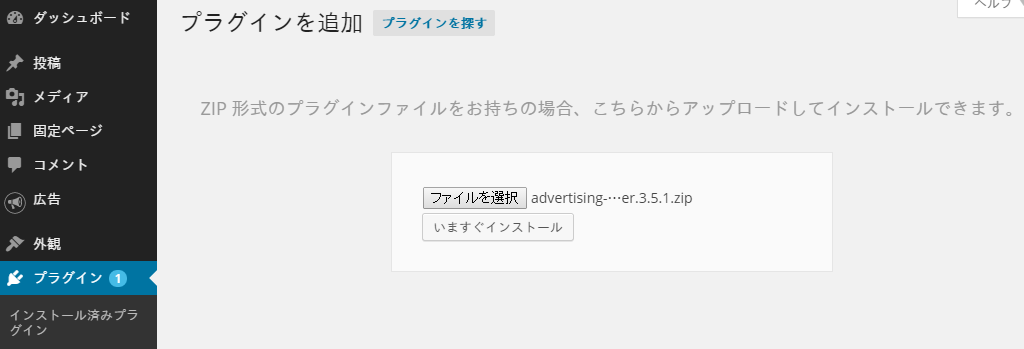 ダッシュボード
プラグインを追加 プラグインを探す
ヘルプ
投稿
メディア
固定ページ
コメント
広告
外観
プラグイン 1
インストール済みプラ
グイン
ZIP 形式のプラグインファイルをお持ちの場合、こちらからアップロードしてインストールできます。
ファイルを選択 advertising-…er.3.5.1.zip
いますぐインストール